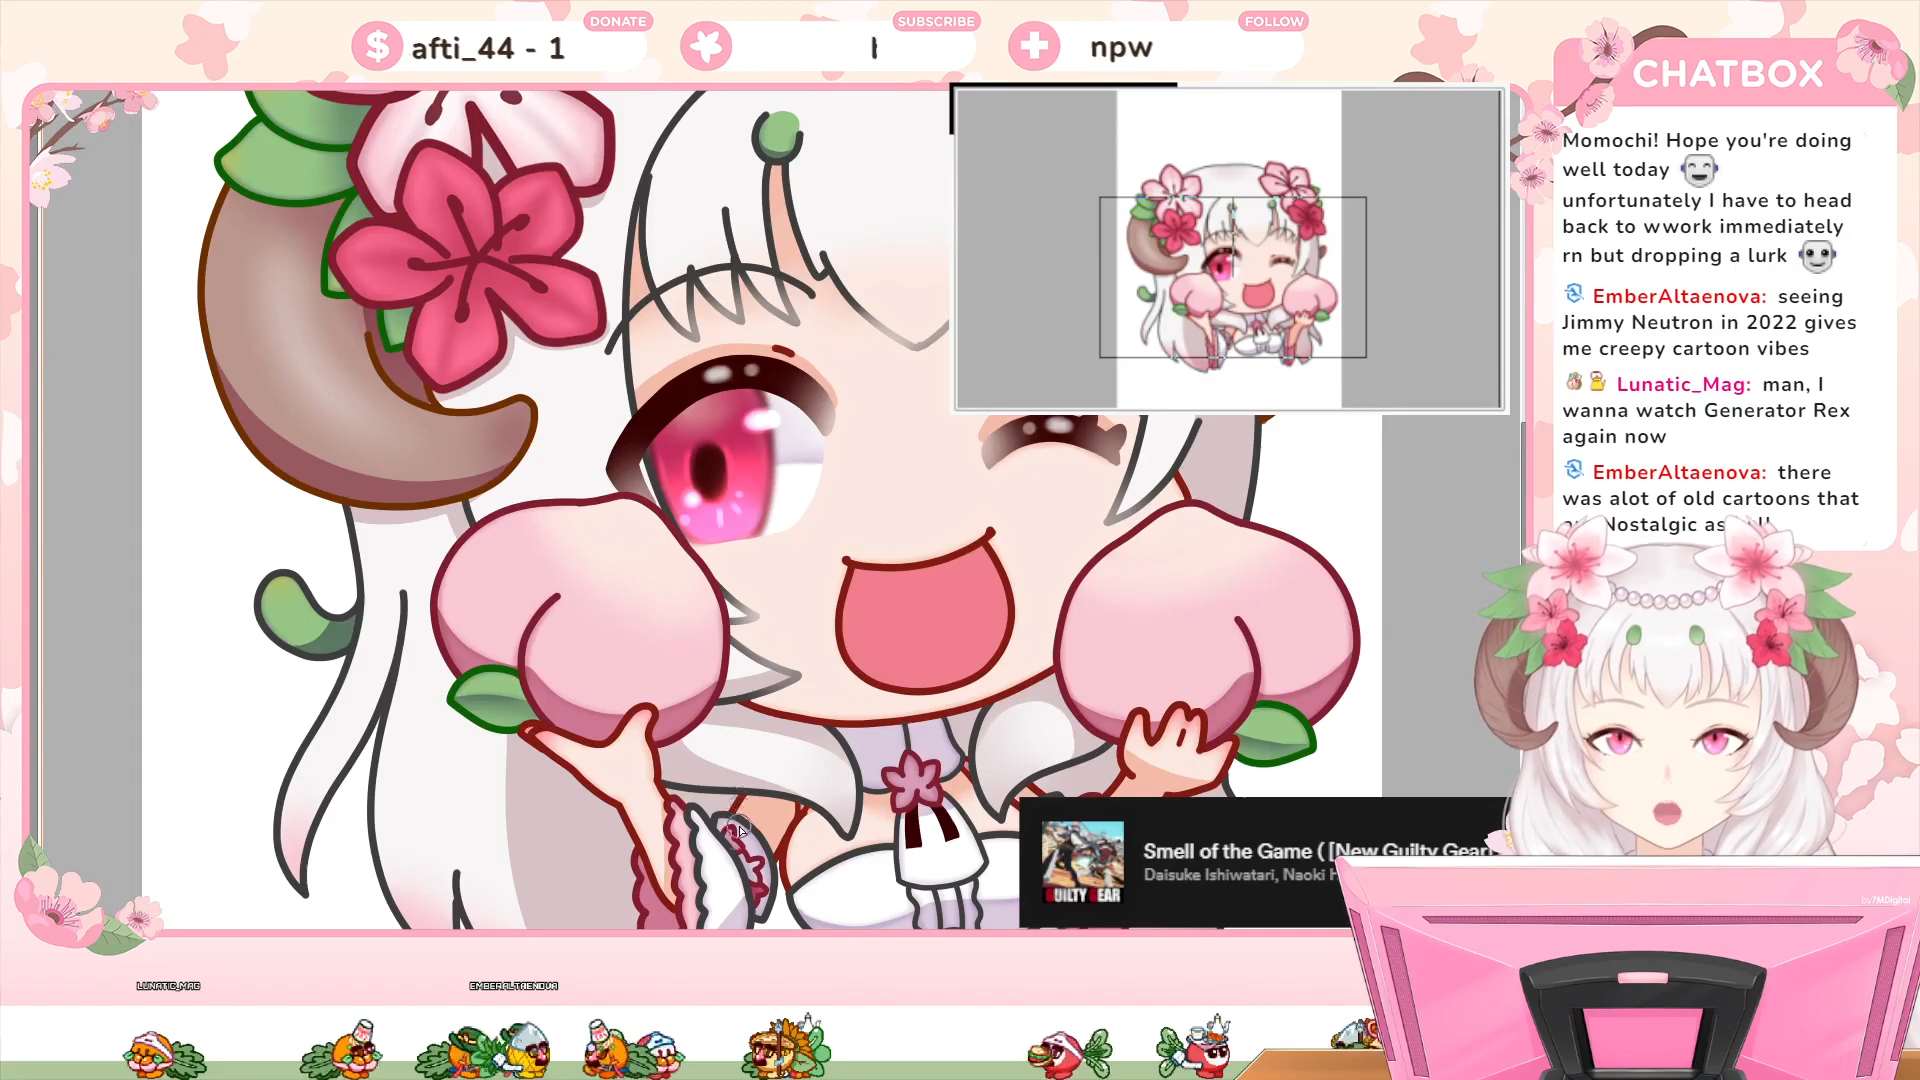 DONATE
afti_44 - 1
SUBSCRIBE
FOLLOW
npw
CHATBOX
Momochi! Hope you're doing
well today
unfortunately I have to head
back to wwork immediately
rn but dropping a lurk
EmberAltaenova: seeing
Jimmy Neutron in 2022 gives
me creepy cartoon vibes
Lunatic_Mag: man, I
wanna watch Generator Rex
again now
EmberAltaenova: there
was alot of old cartoons that
Nostalgic as
Smell of the Game ( [New Guilty Gear
Daisuke Ishiwatari, Naoki H
GUILTY GEAR
by7MDigital
LUNATIC_MAG
EMBERALTAENOVA